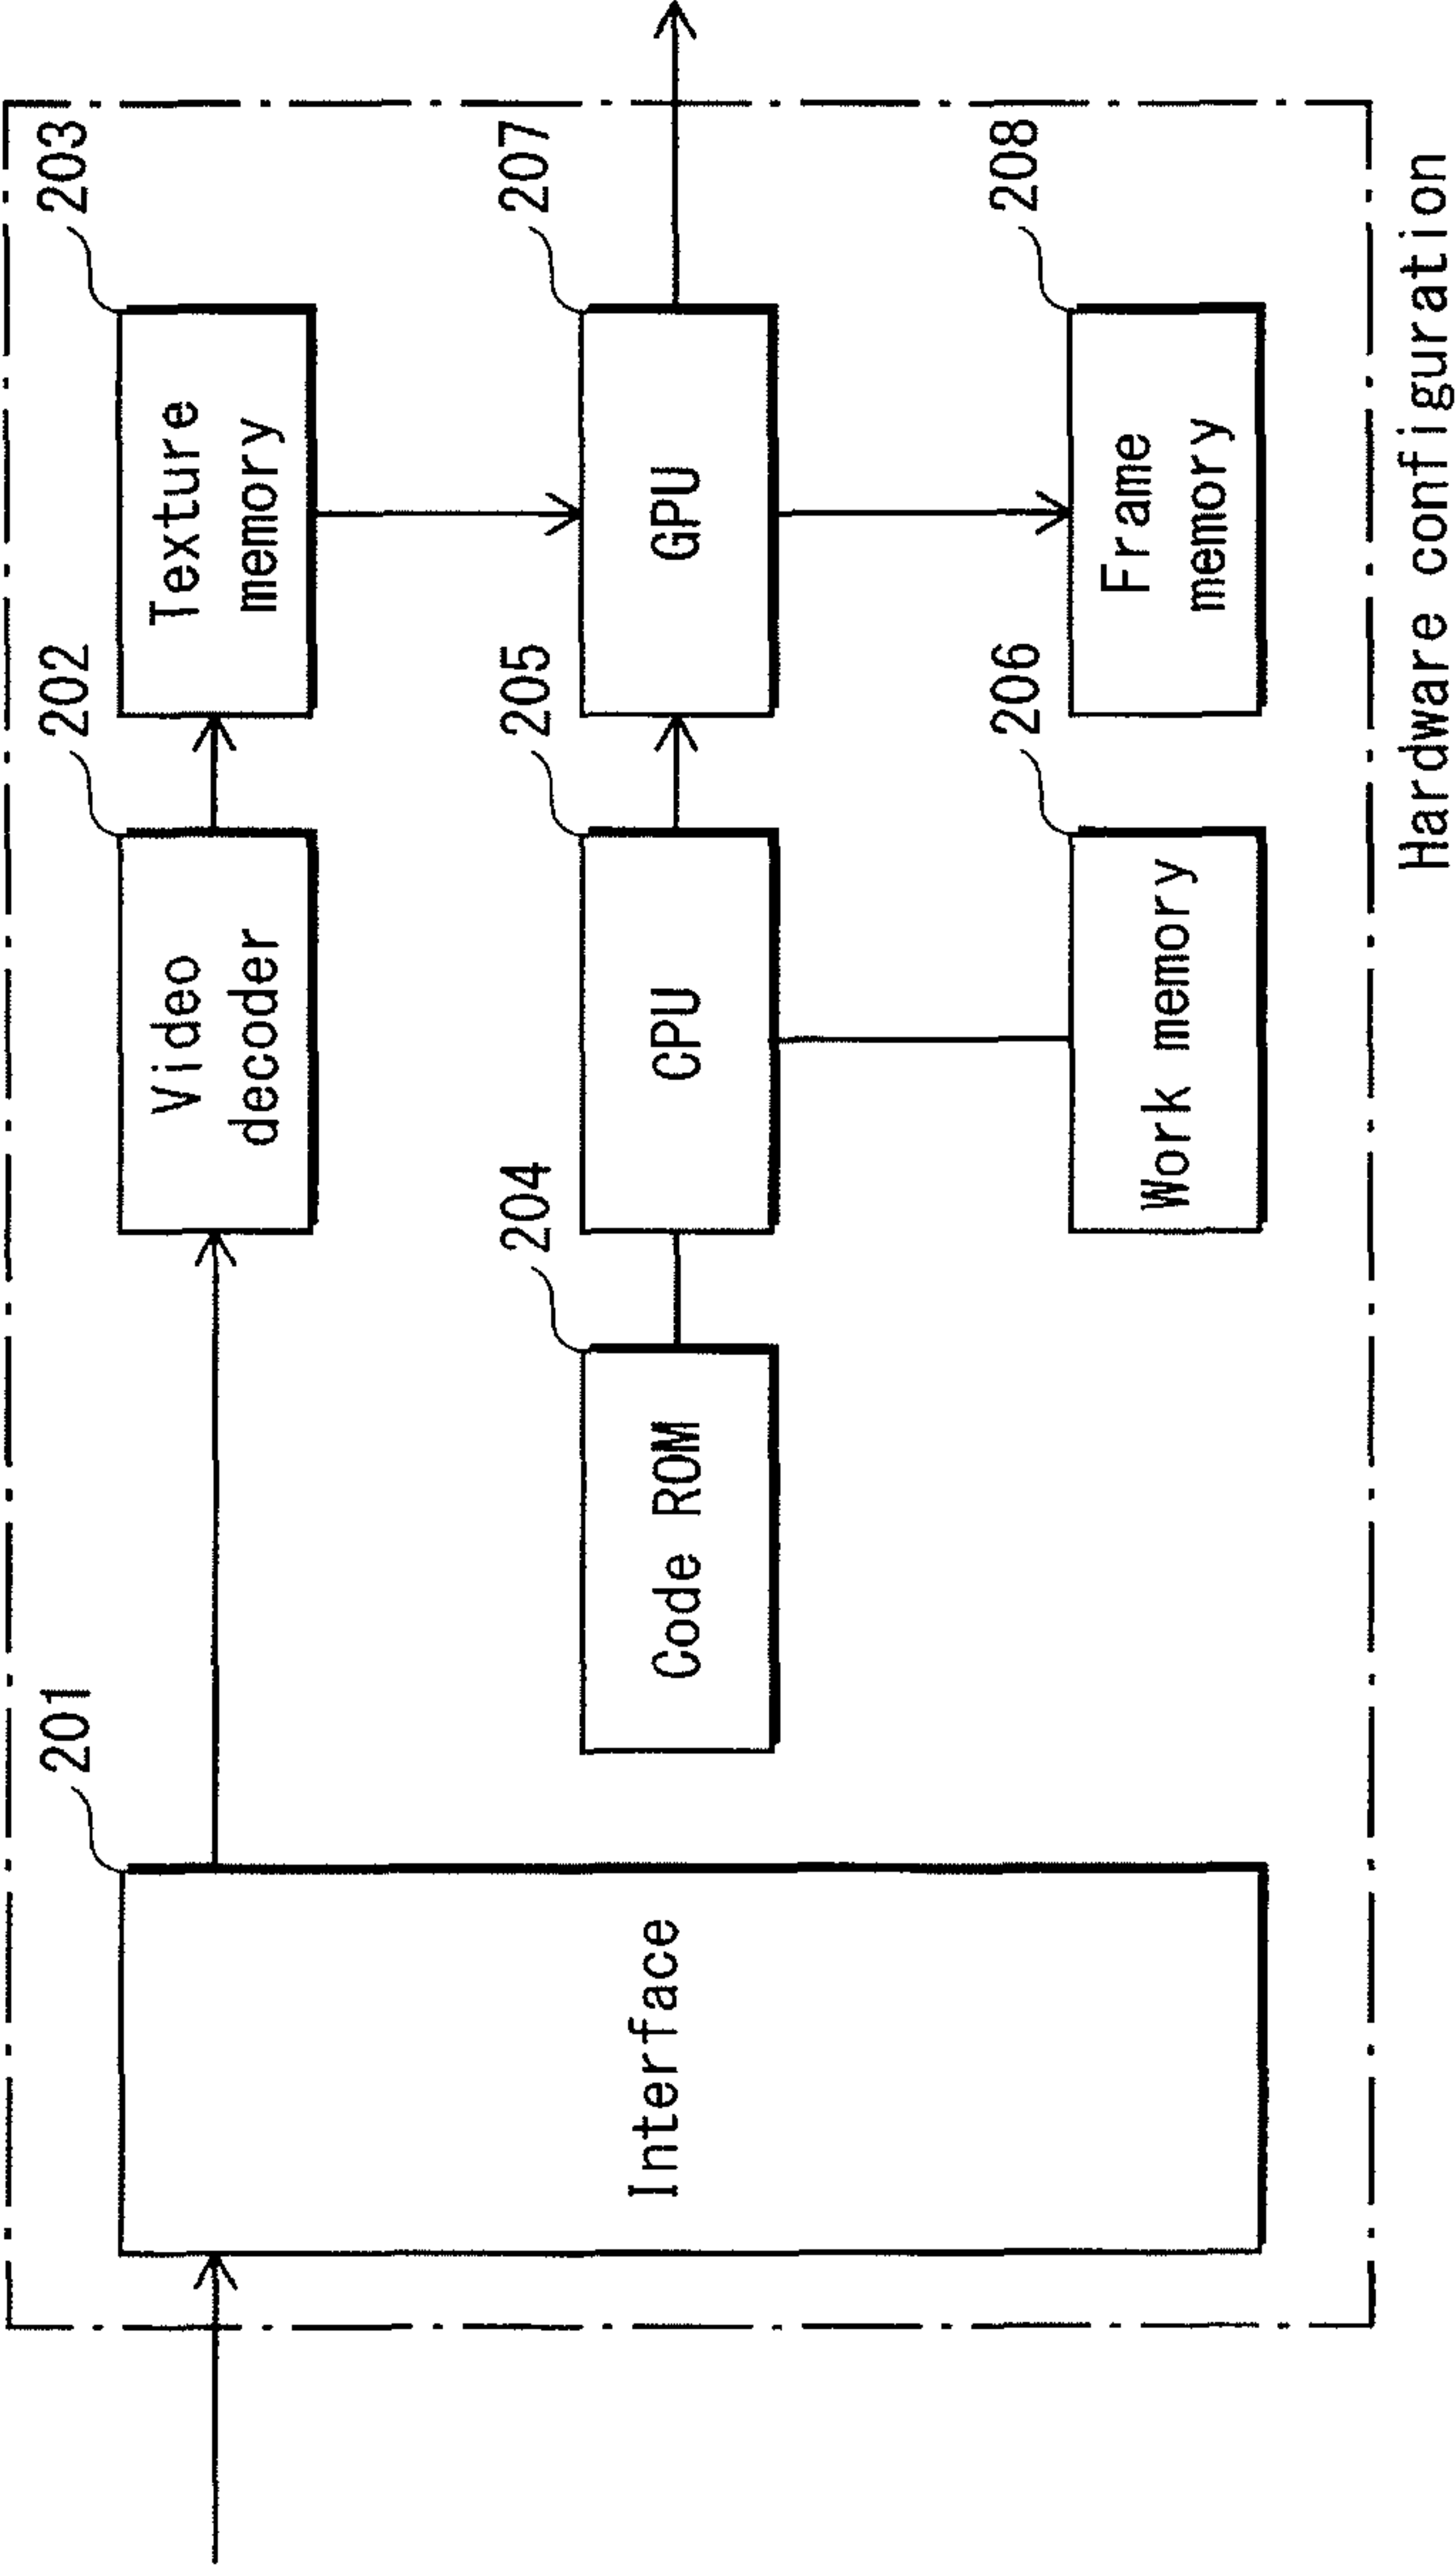 201
Interface
202
Video
decoder
203
Texture
memory
204
Code ROM
205
CPU
207
GPU
206
Work memory
208
Frame
memory
Hardware configuration